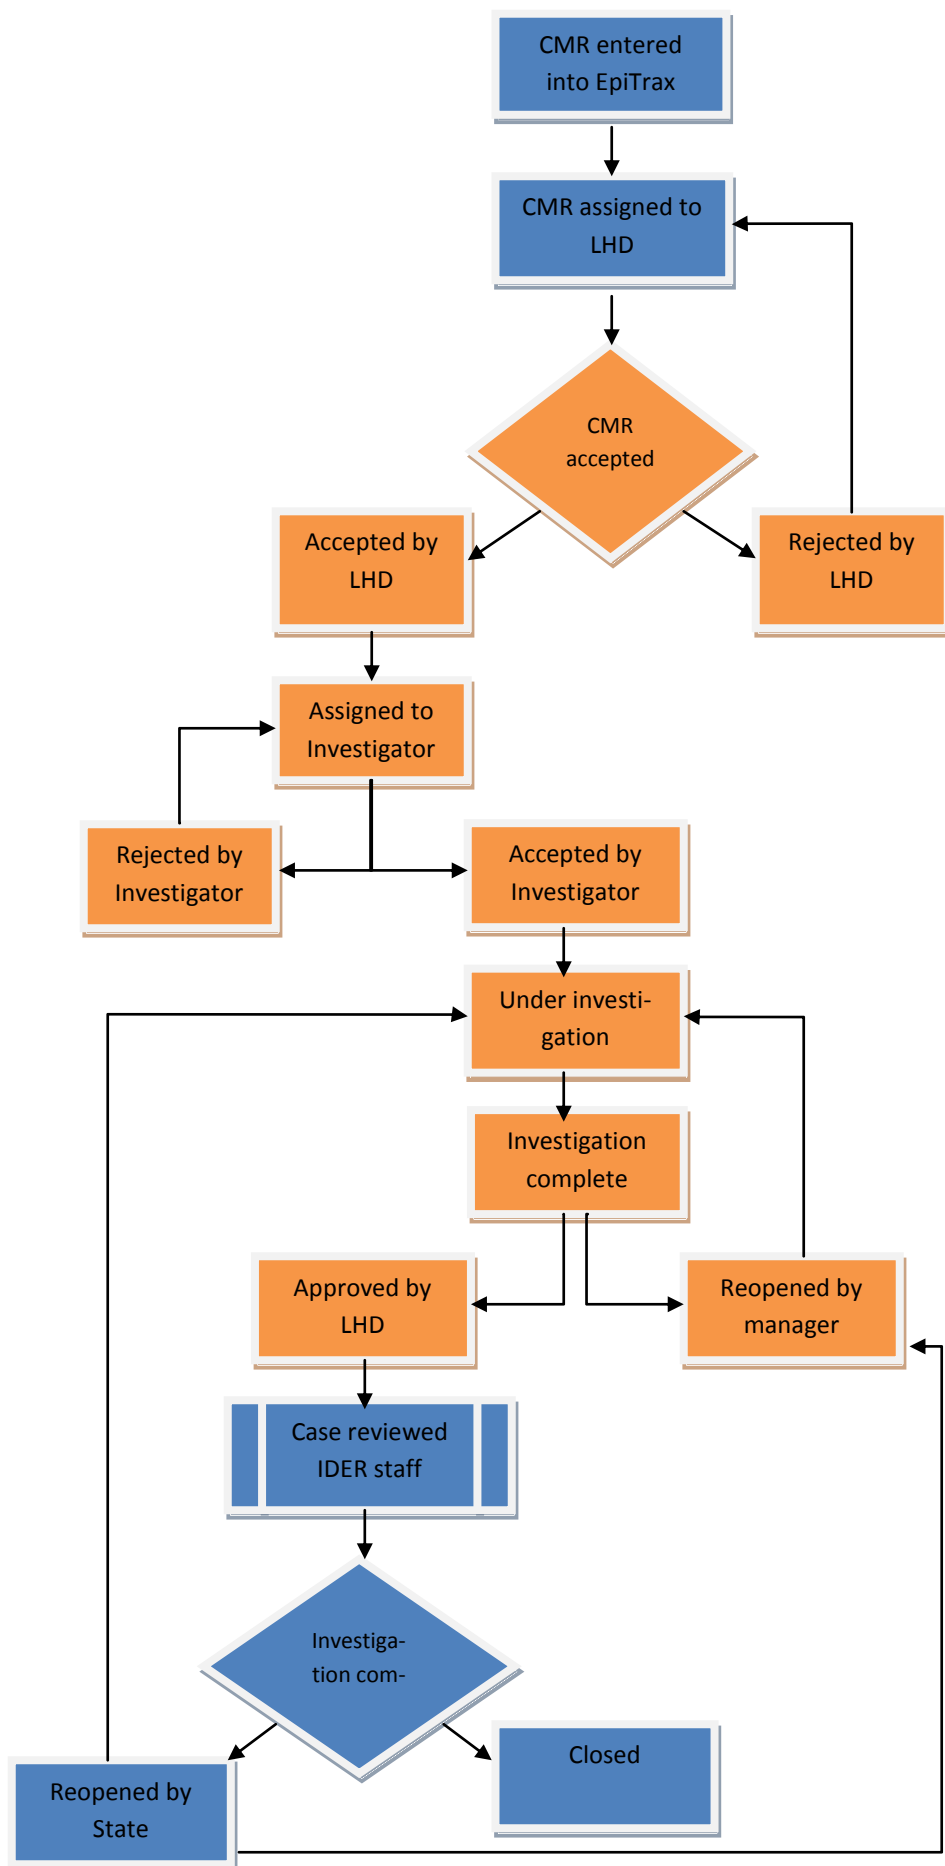 CMR entered
into EpiTrax
CMR assigned to
LHD
CMR
accepted
Accepted by
LHD
Rejected by
LHD
Assigned to
Investigator
Rejected by
Investigator
Accepted by
Investigator
Under investi-
gation
Investigation
complete
Approved by
LHD
Reopened by
manager
Case reviewed
IDER staff
Investiga-
tion com-
Closed
Reopened by
State